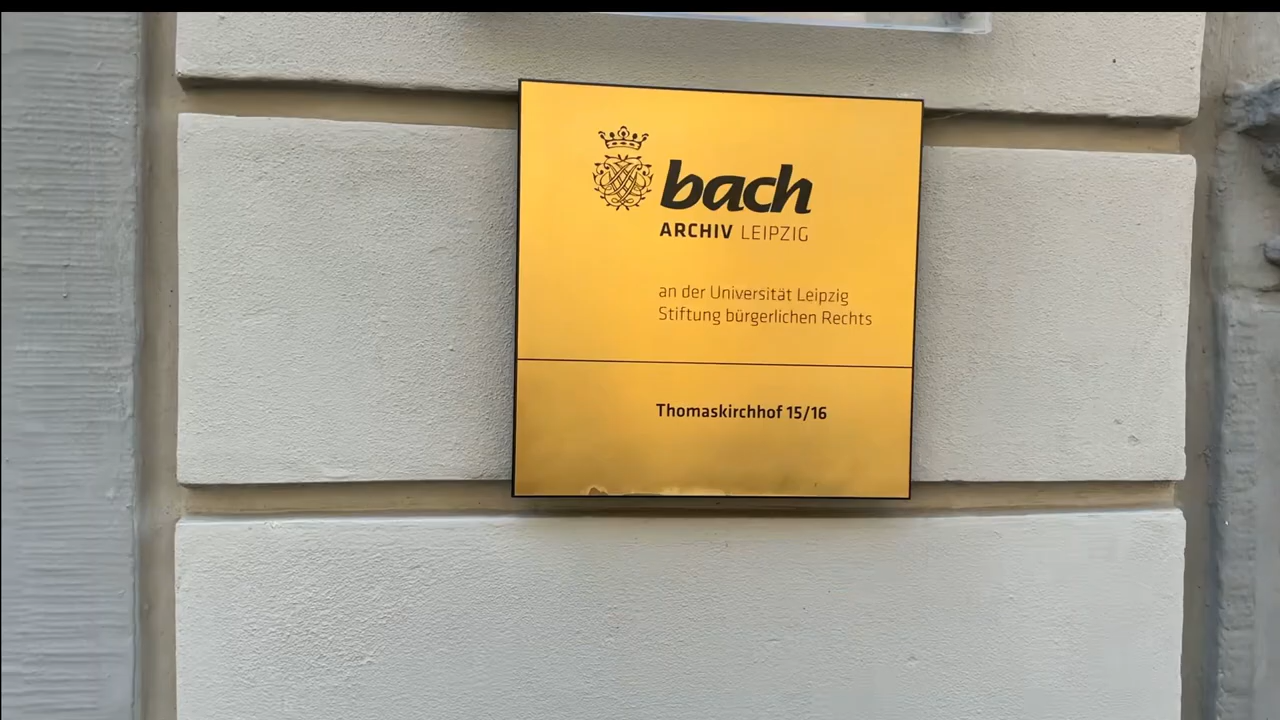 bach
ARCHIV LEIPZIG
an der Universität Leipzig
Stiftung bürgerlichen Rechts
Thomaskirchhof 15/16